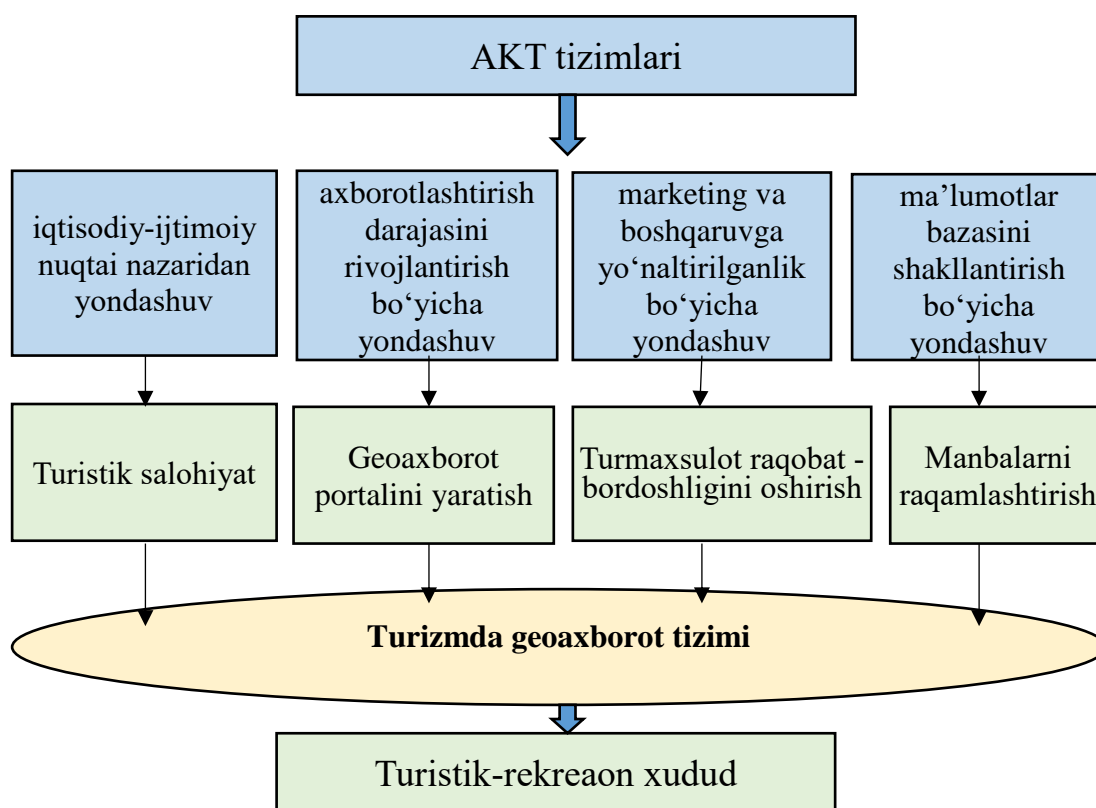 AKT tizimlari
iqtisodiy-ijtimoiy
nuqtai nazaridan
yondashuv
axborotlashtirish
darajasini
rivojlantirish
bo‘yicha
yondashuv
marketing va
boshqaruvga
yo‘naltirilganlik
bo‘yicha
yondashuv
ma’lumotlar
bazasini
shakllantirish
bo‘yicha
yondashuv
Turistik salohiyat
Geoaxborot
portalini yaratish
Turmaxsulot raqobat -
bordoshligini oshirish
Manbalarni
raqamlashtirish
Turizmda geoaxborot tizimi
Turistik-rekreaon xudud